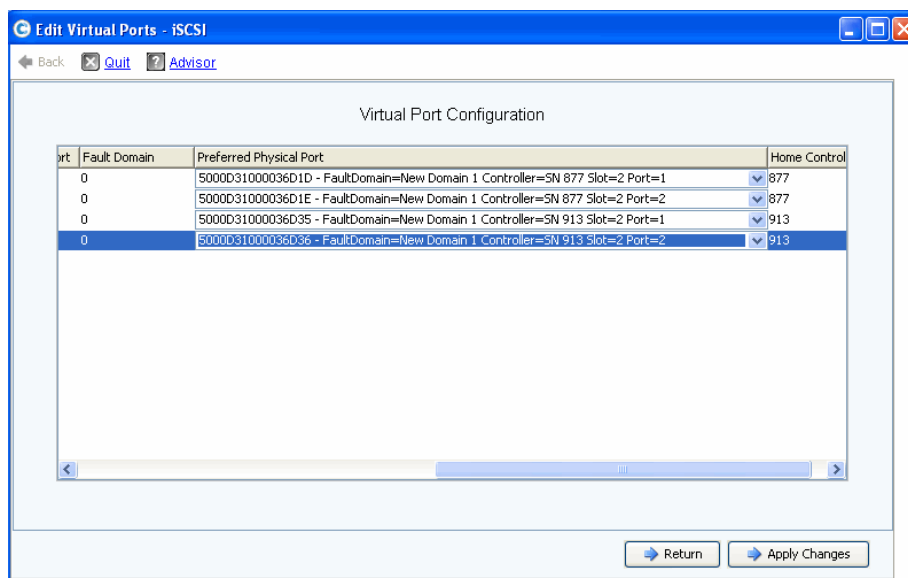 Edit Virtual Ports - iSCSI
Back Quit ? Advisor
Virtual Port Configuration
ort Fault Domain Preferred Physical Port Home Control
0 5000D31000036D1D - FaultDomain=New Domain 1 Controller=SN 877 Slot=2 Port=1 877
0 5000D31000036D1E - FaultDomain=New Domain 1 Controller=SN 877 Slot=2 Port=2 877
0 5000D31000036D35 - FaultDomain=New Domain 1 Controller=SN 913 Slot=2 Port=1 913
0 5000D31000036D36 - FaultDomain=New Domain 1 Controller=SN 913 Slot=2 Port=2 913
Return Apply Changes